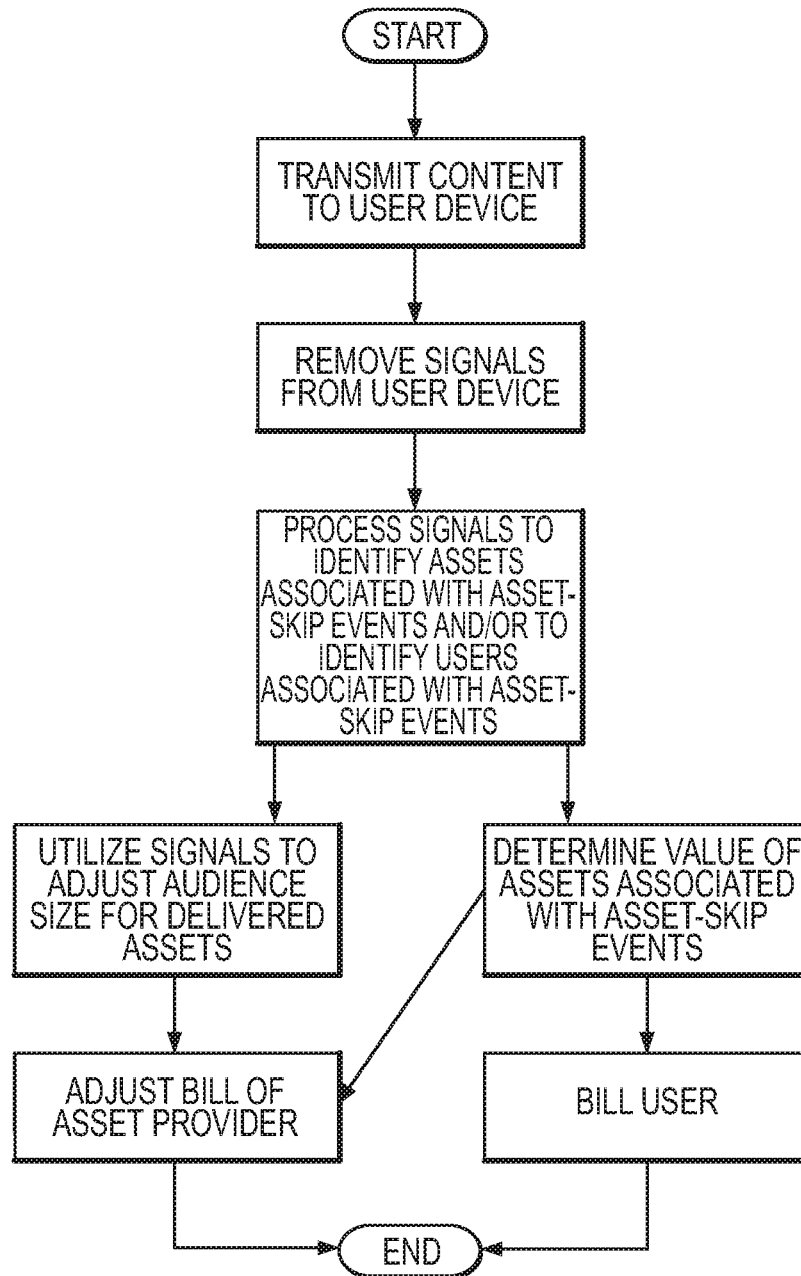 START
TRANSMIT CONTENT
TO USER DEVICE
REMOVE SIGNALS
FROM USER DEVICE
PROCESS SIGNALS TO
IDENTIFY ASSETS
ASSOCIATED WITH ASSET-
SKIP EVENTS AND/OR TO
IDENTIFY USERS
ASSOCIATED WITH ASSET-
SKIP EVENTS
UTILIZE SIGNALS TO
ADJUST AUDIENCE
SIZE FOR DELIVERED
ASSETS
DETERMINE VALUE OF
ASSETS ASSOCIATED
WITH ASSET-SKIP
EVENTS
ADJUST BILL OF
ASSET PROVIDER
BILL USER
END